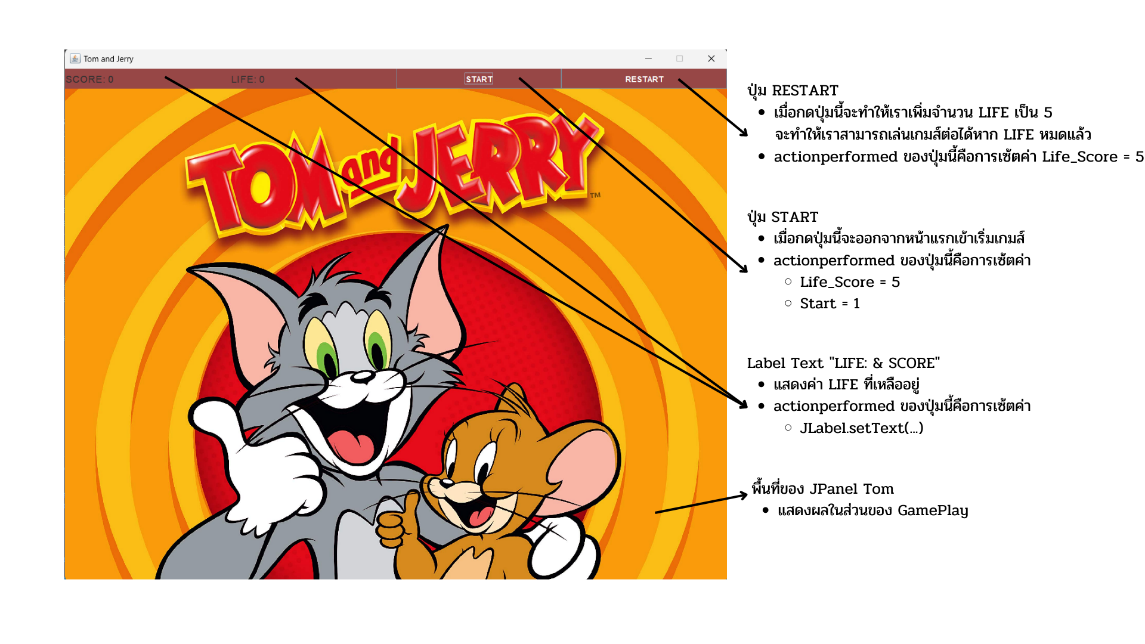 Tom and Jerry
SCORE: 0
LIFE: 0
START
RESTART
TOM and JERRY
TM
ปุ่ม RESTART
• เมื่อกดปุ่มนี้จะทำให้เราเพิ่มจำนวน LIFE เป็น 5
จะทำให้เราสามารถเล่นเกมส์ต่อได้หาก LIFE หมดแล้ว
• actionperformed ของปุ่มนี้คือการเซ้ตค่า Life_Score = 5
ปุ่ม START
• เมื่อกดปุ่มนี้จะออกจากหน้าแรกเข้าเริ่มเกมส์
• actionperformed ของปุ่มนี้คือการเซ้ตค่า
○ Life_Score = 5
○ Start = 1
Label Text "LIFE: & SCORE"
• แสดงค่า LIFE ที่เหลืออยู่
• actionperformed ของปุ่มนี้คือการเซ้ตค่า
○ JLabel.setText(...)
พื้นที่ของ JPanel Tom
• แสดงผลในส่วนของ GamePlay